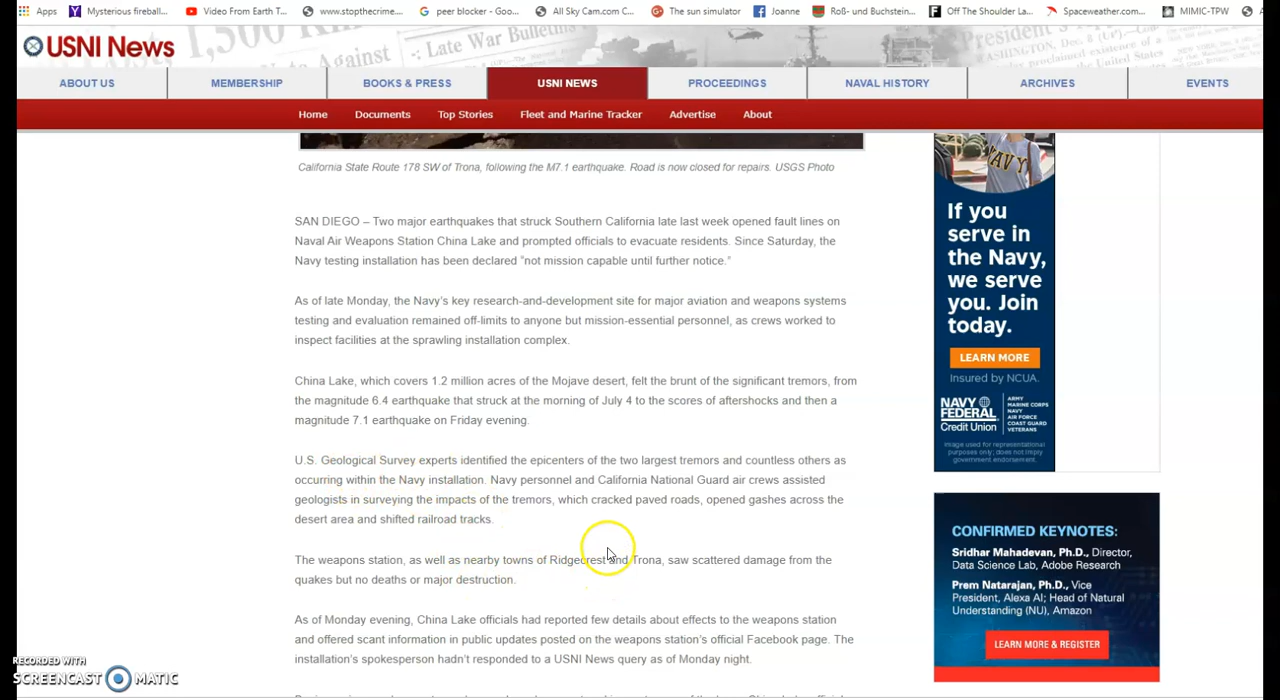 Apps Mysterious firebal... Video From Earth T... www.stopthecrime.... peer blocker - Goo... All Sky Cam.com C... The sun simulator Joanne Roß- und Buchstein... Off The Shoulder La... Spaceweather.com... MIMIC-TPW
USNI News
1,500
Against
Late War Bulletins
President
ABOUT US MEMBERSHIP BOOKS & PRESS USNI NEWS PROCEEDINGS NAVAL HISTORY ARCHIVES EVENTS
Home Documents Top Stories Fleet and Marine Tracker Advertise About
California State Route 178 SW of Trona, following the M7.1 earthquake. Road is now closed for repairs. USGS Photo
SAN DIEGO – Two major earthquakes that struck Southern California late last week opened fault lines on
Naval Air Weapons Station China Lake and prompted officials to evacuate residents. Since Saturday, the
Navy testing installation has been declared "not mission capable until further notice."
As of late Monday, the Navy's key research-and-development site for major aviation and weapons systems
testing and evaluation remained off-limits to anyone but mission-essential personnel, as crews worked to
inspect facilities at the sprawling installation complex.
China Lake, which covers 1.2 million acres of the Mojave desert, felt the brunt of the significant tremors, from
the magnitude 6.4 earthquake that struck at the morning of July 4 to the scores of aftershocks and then a
magnitude 7.1 earthquake on Friday evening.
U.S. Geological Survey experts identified the epicenters of the two largest tremors and countless others as
occurring within the Navy installation. Navy personnel and California National Guard air crews assisted
geologists in surveying the impacts of the tremors, which cracked paved roads, opened gashes across the
desert area and shifted railroad tracks.
The weapons station, as well as nearby towns of Ridgecrest and Trona, saw scattered damage from the
quakes but no deaths or major destruction.
As of Monday evening, China Lake officials had reported few details about effects to the weapons station
and offered scant information in public updates posted on the weapons station's official Facebook page. The
installation's spokesperson hadn't responded to a USNI News query as of Monday night.
NAVY
If you
serve in
the Navy,
we serve
you. Join
today.
LEARN MORE
Insured by NCUA.
NAVY
FEDERAL
Credit Union
ARMY
MARINE CORPS
NAVY
AIR FORCE
COAST GUARD
VETERANS
Image used for representational
purposes only; does not imply
government endorsement.
CONFIRMED KEYNOTES:
Sridhar Mahadevan, Ph.D., Director,
Data Science Lab, Adobe Research
Prem Natarajan, Ph.D., Vice
President, Alexa AI; Head of Natural
Understanding (NU), Amazon
LEARN MORE & REGISTER
RECORDED WITH
SCREENCAST MATIC